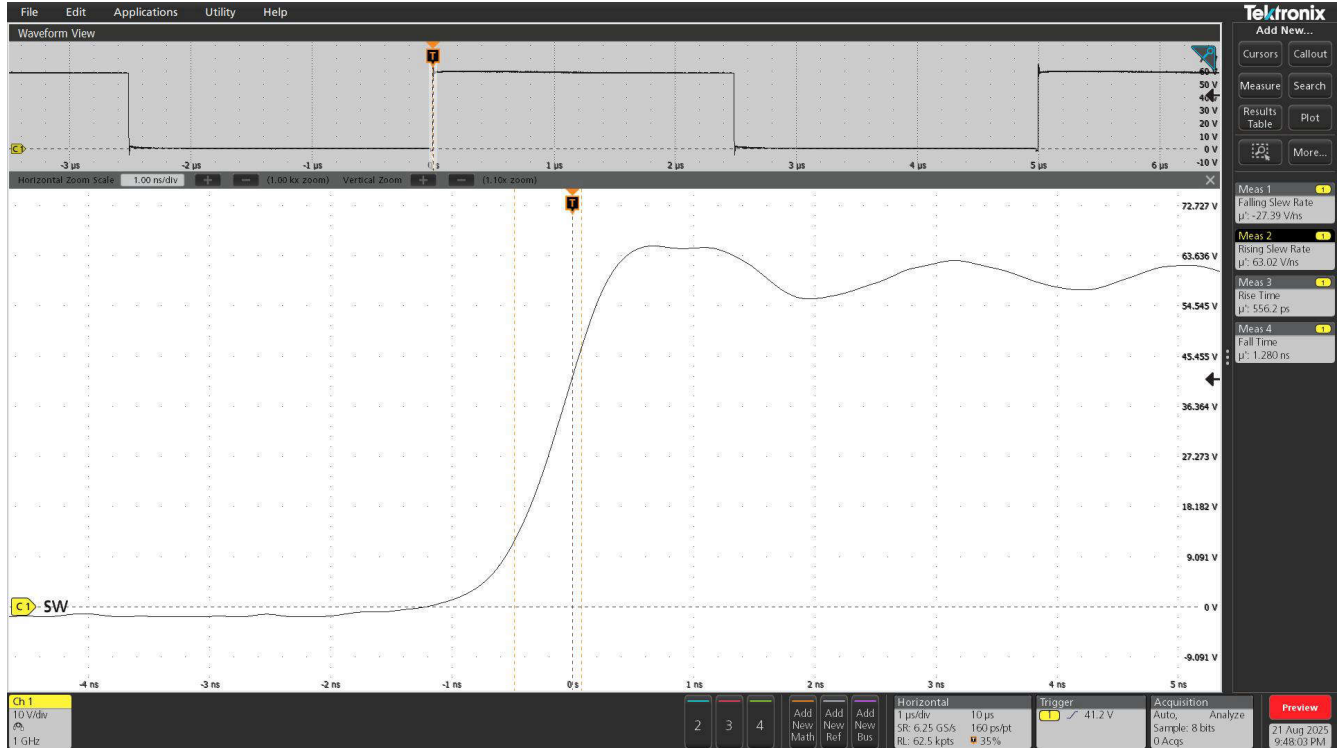 File Edit Applications Utility Help
Tektronix
Waveform View
Add New...
Cursors Callout
Measure Search
Results Table Plot
More...
T
60 V
50 V
40 V
30 V
20 V
10 V
0 V
-10 V
C1
-3 µs -2 µs -1 µs 0 s 1 µs 2 µs 3 µs 4 µs 5 µs 6 µs
Horizontal Zoom Scale 1.00 ns/div + — (1.00 kx zoom) Vertical Zoom + — (1.10x zoom)
T
72.727 V
63.636 V
54.545 V
45.455 V
36.364 V
27.273 V
18.182 V
9.091 V
C1 SW 0 V
-9.091 V
-4 ns -3 ns -2 ns -1 ns 0 s 1 ns 2 ns 3 ns 4 ns 5 ns
Meas 1 1
Falling Slew Rate
µ': -27.39 V/ns
Meas 2 1
Rising Slew Rate
µ': 63.02 V/ns
Meas 3 1
Rise Time
µ': 556.2 ps
Meas 4 1
Fall Time
µ': 1.280 ns
Ch 1
10 V/div
1 GHz
2 3 4
Add New Math
Add New Ref
Add New Bus
Horizontal
1 µs/div 10 µs
SR: 6.25 GS/s 160 ps/pt
RL: 62.5 kpts 35%
Trigger
1 41.2 V
Acquisition
Auto, Analyze
Sample: 8 bits
0 Acqs
Preview
21 Aug 2025
9:48:03 PM